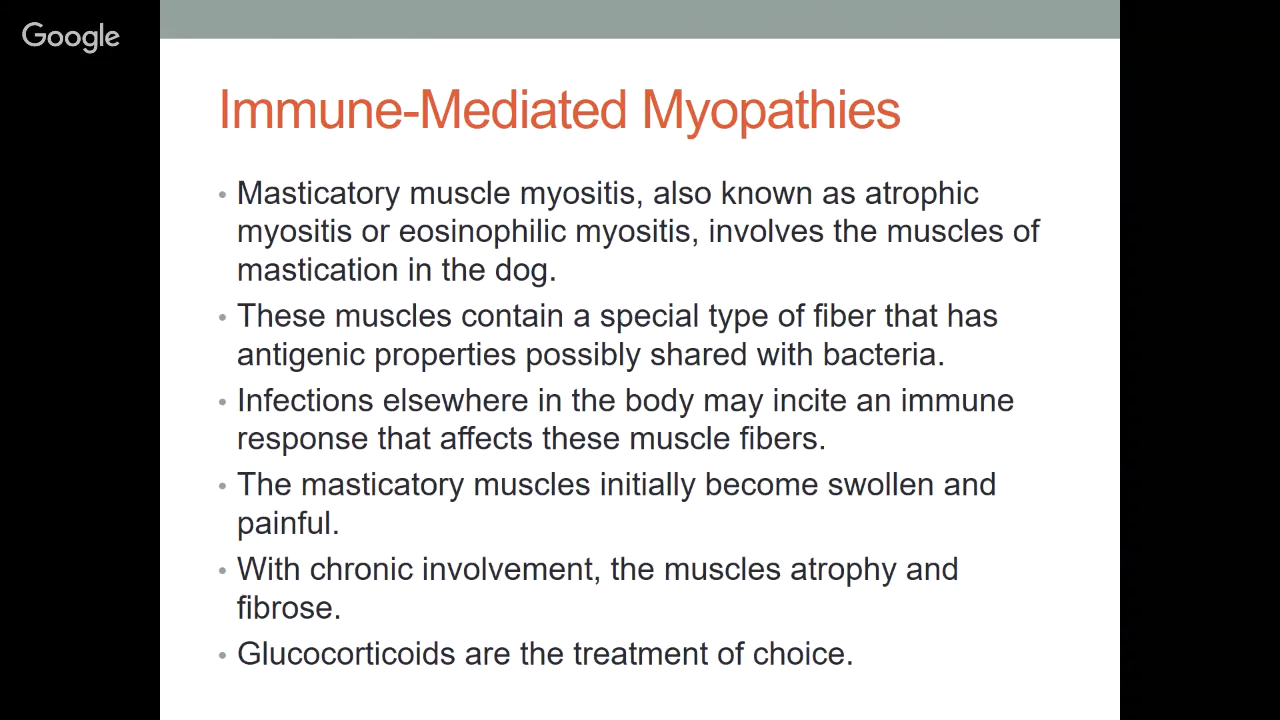 Google
Immune-Mediated Myopathies
• Masticatory muscle myositis, also known as atrophic
myositis or eosinophilic myositis, involves the muscles of
mastication in the dog.
• These muscles contain a special type of fiber that has
antigenic properties possibly shared with bacteria.
• Infections elsewhere in the body may incite an immune
response that affects these muscle fibers.
• The masticatory muscles initially become swollen and
painful.
• With chronic involvement, the muscles atrophy and
fibrose.
• Glucocorticoids are the treatment of choice.